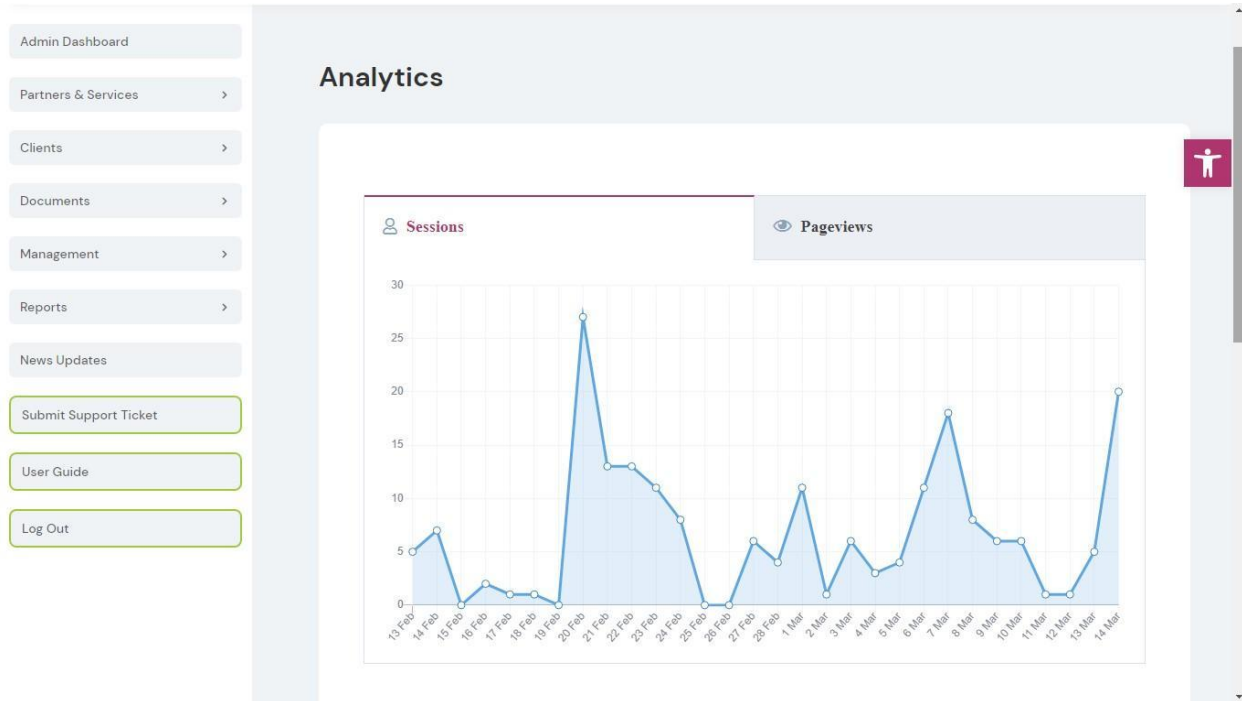 Admin Dashboard
Partners & Services
Clients
Documents
Management
Reports
News Updates
Submit Support Ticket
User Guide
Log Out
Analytics
Sessions
Pageviews
30
25
20
15
10
5
0
13 Feb 14 Feb 15 Feb 16 Feb 17 Feb 18 Feb 19 Feb 20 Feb 21 Feb 22 Feb 23 Feb 24 Feb 25 Feb 26 Feb 27 Feb 28 Feb 1 Mar 2 Mar 3 Mar 4 Mar 5 Mar 6 Mar 7 Mar 8 Mar 9 Mar 10 Mar 11 Mar 12 Mar 13 Mar 14 Mar